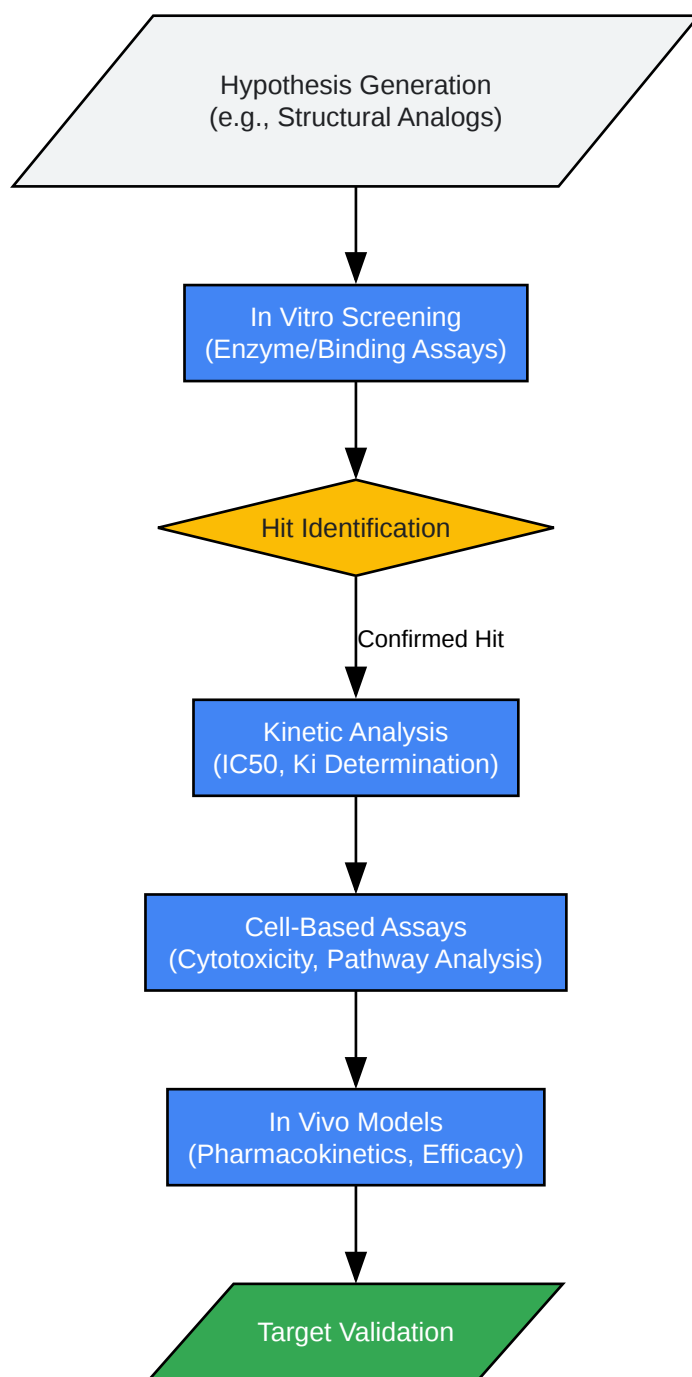 Hypothesis Generation
(e.g., Structural Analogs)
In Vitro Screening
(Enzyme/Binding Assays)
Hit Identification
Confirmed Hit
Kinetic Analysis
(IC50, Ki Determination)
Cell-Based Assays
(Cytotoxicity, Pathway Analysis)
In Vivo Models
(Pharmacokinetics, Efficacy)
Target Validation